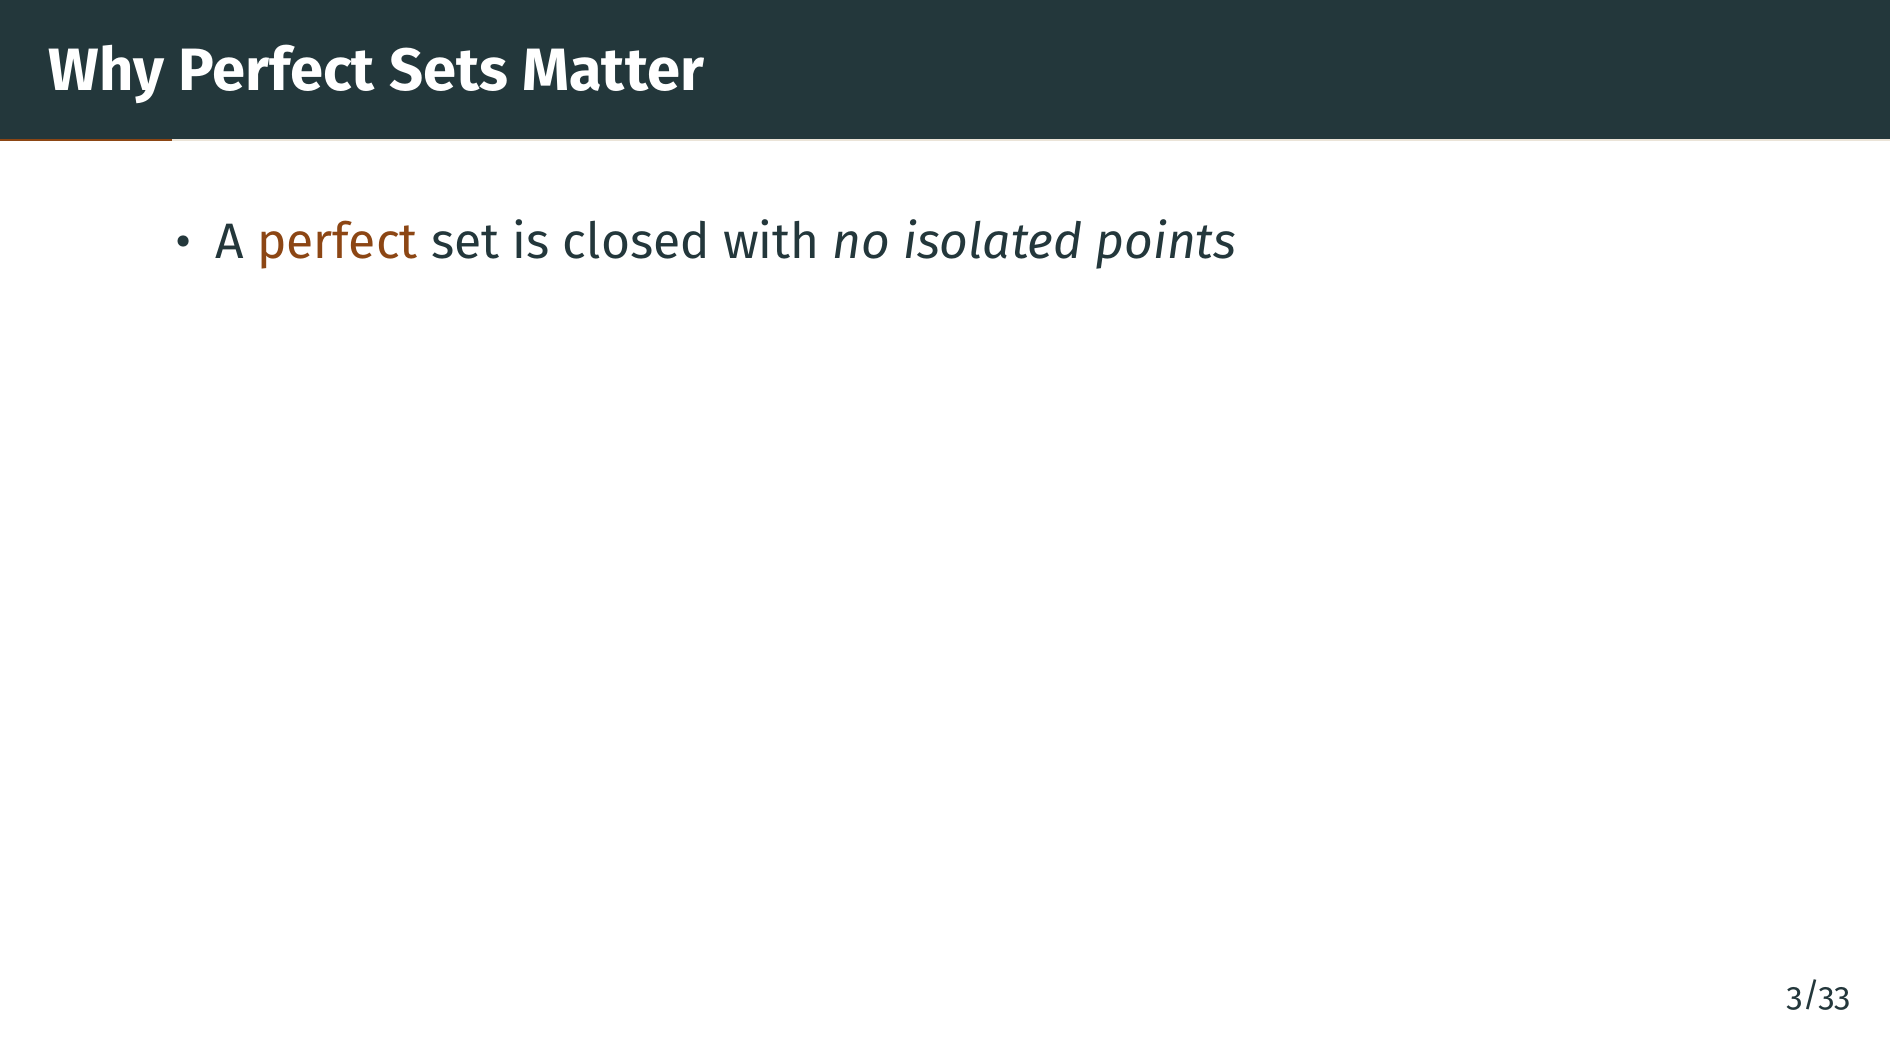 Why Perfect Sets Matter
• A perfect set is closed with no isolated points
3/33